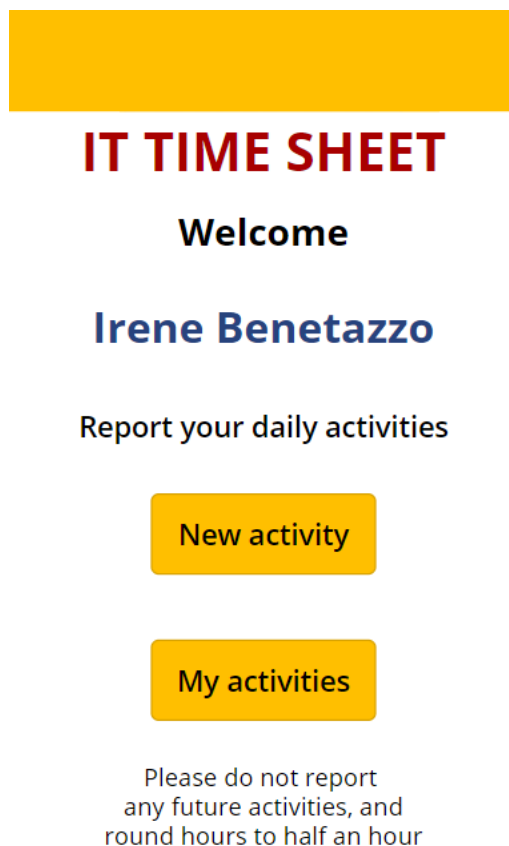 IT TIME SHEET
Welcome
Irene Benetazzo
Report your daily activities
New activity
My activities
Please do not report
any future activities, and
round hours to half an hour